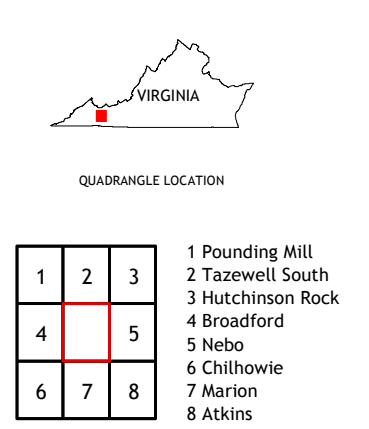 VIRGINIA
QUADRANGLE LOCATION
1 2 3
4 5
6 7 8
1 Pounding Mill
2 Tazewell South
3 Hutchinson Rock
4 Broadford
5 Nebo
6 Chilhowie
7 Marion
8 Atkins